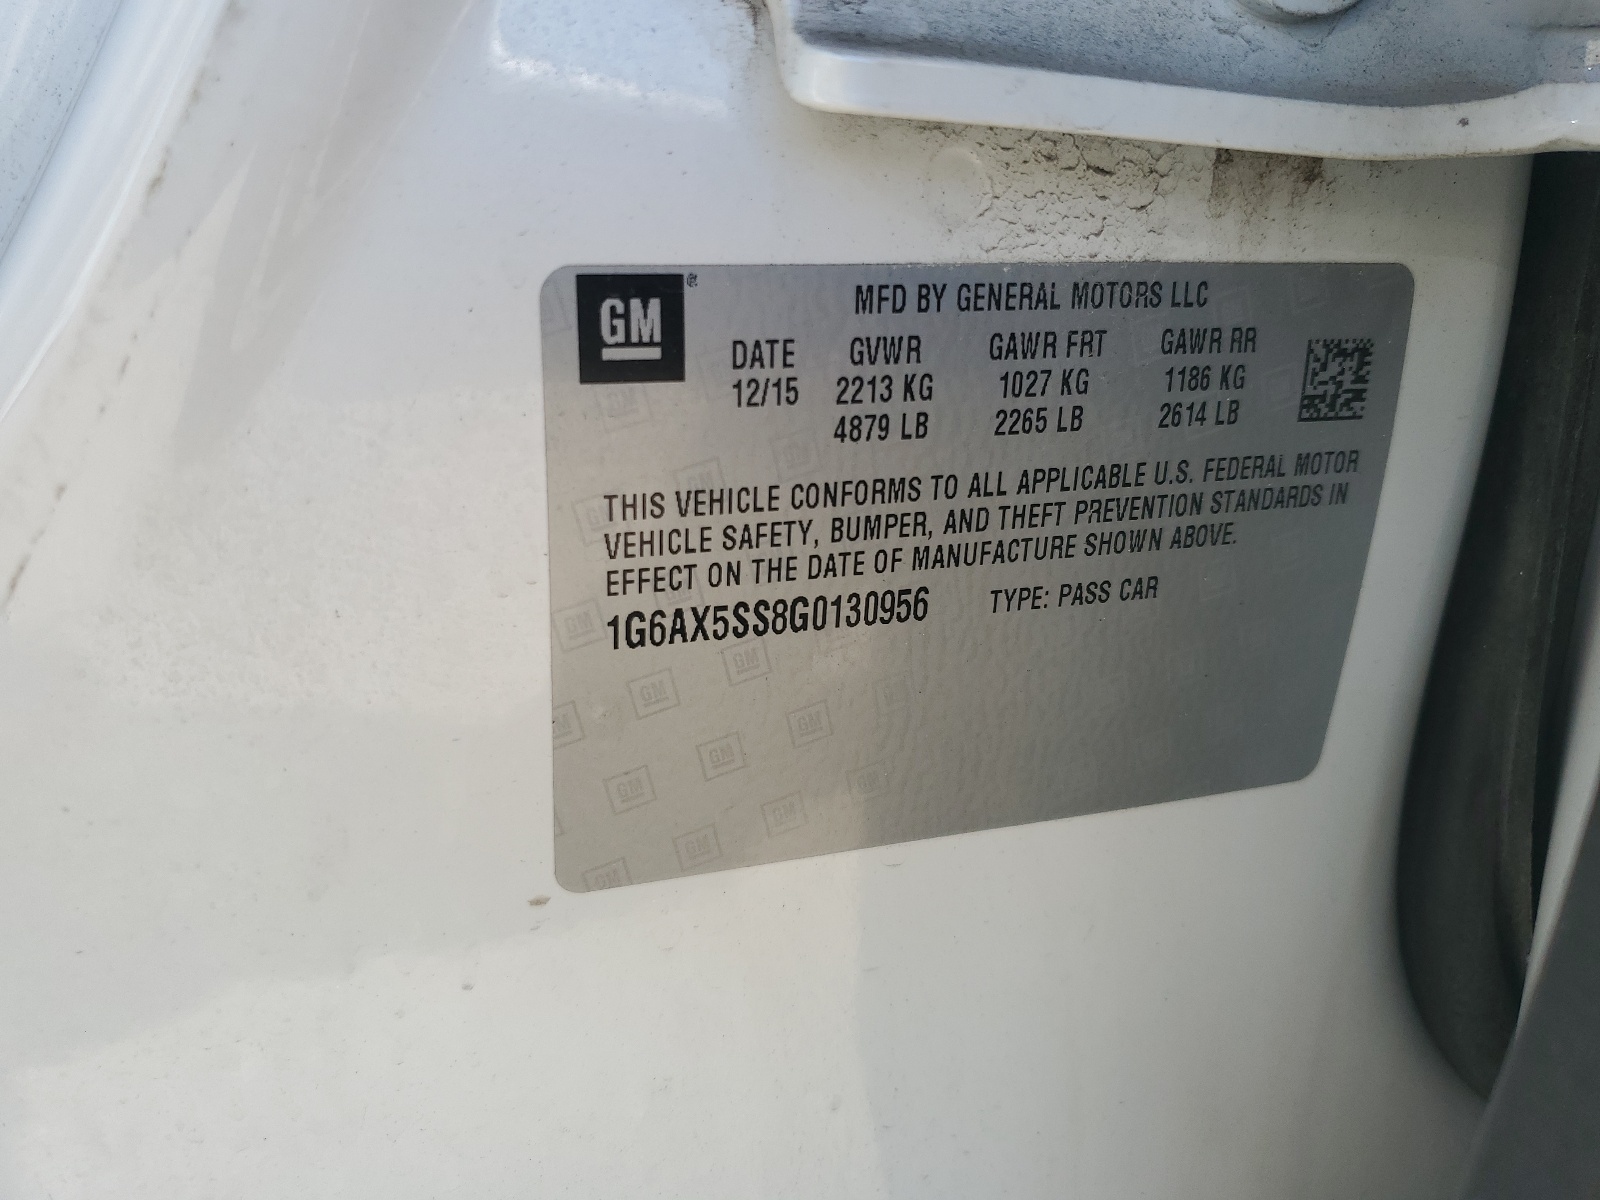 GM ®
MFD BY GENERAL MOTORS LLC
DATE GVWR GAWR FRT GAWR RR
12/15 2213 KG 1027 KG 1186 KG
4879 LB 2265 LB 2614 LB
THIS VEHICLE CONFORMS TO ALL APPLICABLE U.S. FEDERAL MOTOR
VEHICLE SAFETY, BUMPER, AND THEFT PREVENTION STANDARDS IN
EFFECT ON THE DATE OF MANUFACTURE SHOWN ABOVE.
1G6AX5SS8G0130956 TYPE: PASS CAR